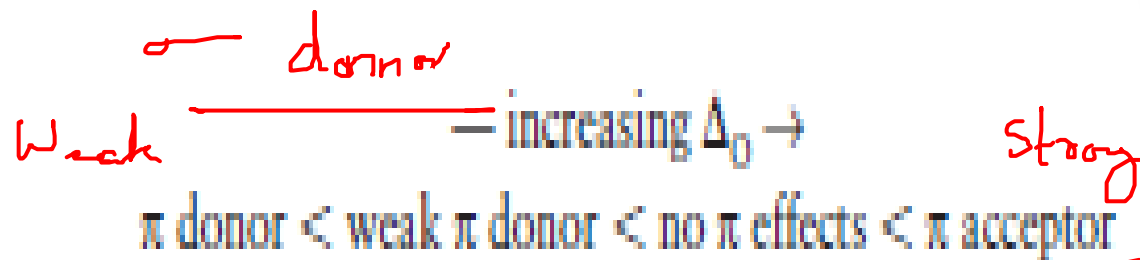 σ- donor
Weak — increasing Δ₀ → Strong
π donor < weak π donor < no π effects < π acceptor